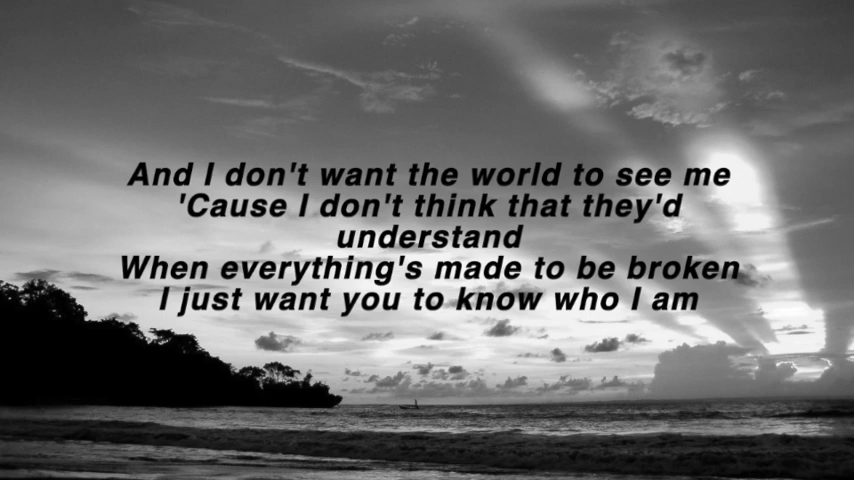 And I don't want the world to see me
'Cause I don't think that they'd
understand
When everything's made to be broken
I just want you to know who I am